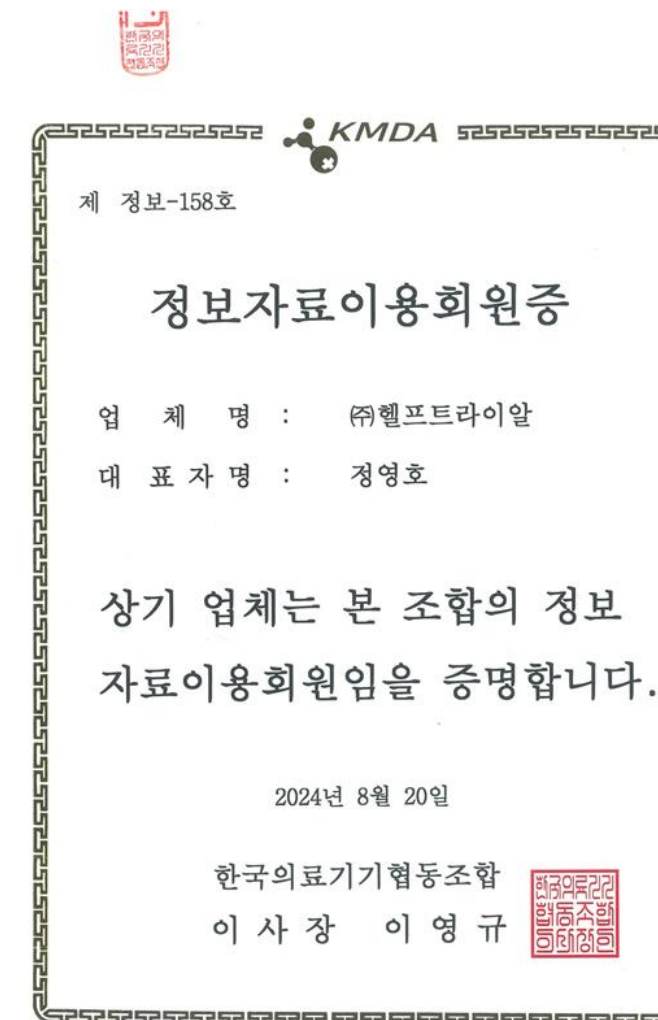 KMDA
제 정보-158호
정보자료이용회원증
업 체 명 : ㈜헬프트라이알
대 표 자 명 : 정영호
상기 업체는 본 조합의 정보
자료이용회원임을 증명합니다.
2024년 8월 20일
한국의료기기협동조합
이 사 장 이 영 규